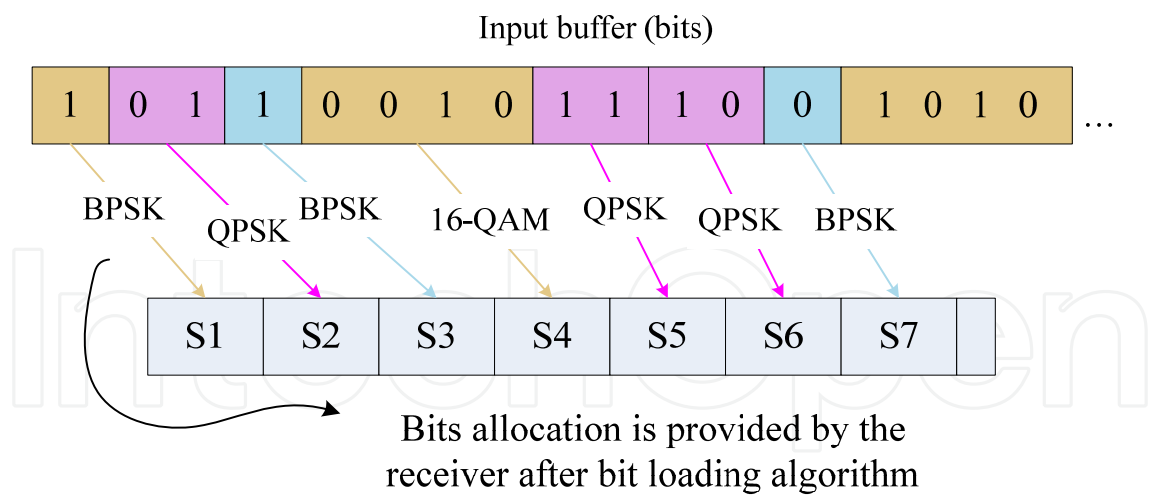 Input buffer (bits)
1 0 1 1 0 0 1 0 1 1 1 0 0 1 0 1 0 ...
BPSK QPSK BPSK 16-QAM QPSK QPSK BPSK
S1 S2 S3 S4 S5 S6 S7
IntechOpen
Bits allocation is provided by the
receiver after bit loading algorithm